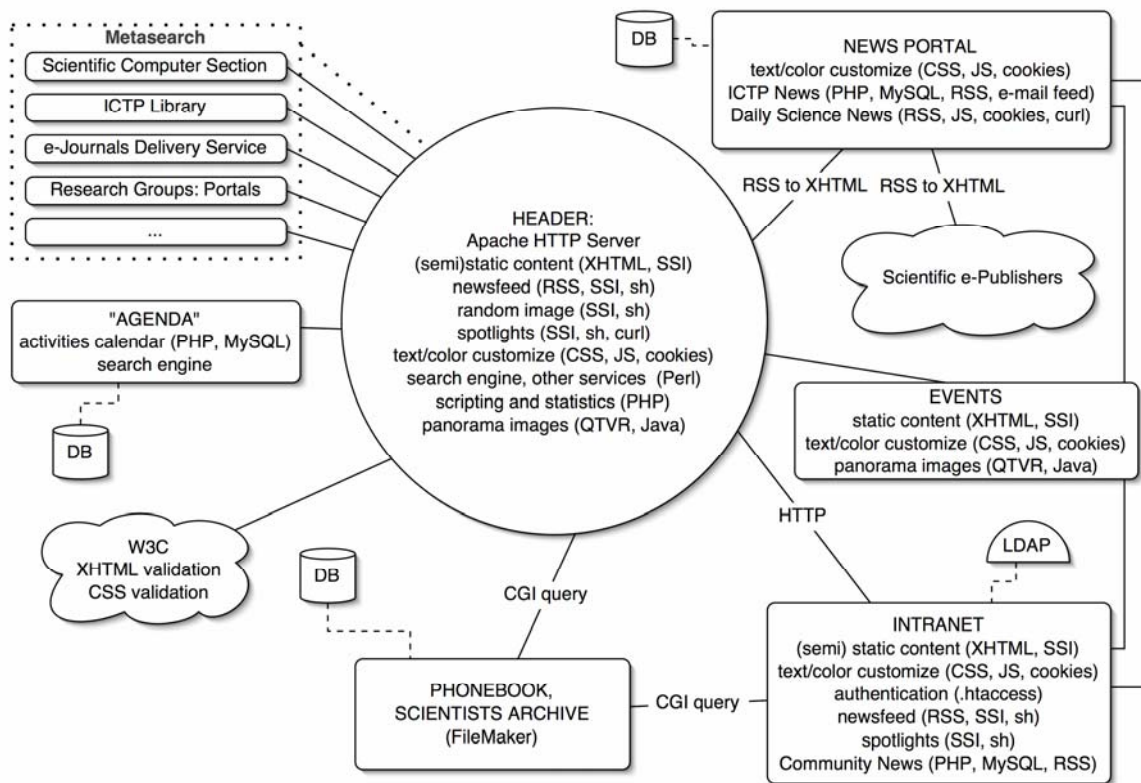 Metasearch
Scientific Computer Section
ICTP Library
e-Journals Delivery Service
Research Groups: Portals
...
DB
NEWS PORTAL
text/color customize (CSS, JS, cookies)
ICTP News (PHP, MySQL, RSS, e-mail feed)
Daily Science News (RSS, JS, cookies, curl)
RSS to XHTML
RSS to XHTML
Scientific e-Publishers
HEADER:
Apache HTTP Server
(semi)static content (XHTML, SSI)
newsfeed (RSS, SSI, sh)
random image (SSI, sh)
spotlights (SSI, sh, curl)
text/color customize (CSS, JS, cookies)
search engine, other services (Perl)
scripting and statistics (PHP)
panorama images (QTVR, Java)
"AGENDA"
activities calendar (PHP, MySQL)
search engine
DB
EVENTS
static content (XHTML, SSI)
text/color customize (CSS, JS, cookies)
panorama images (QTVR, Java)
HTTP
W3C
XHTML validation
CSS validation
DB
CGI query
LDAP
PHONEBOOK,
SCIENTISTS ARCHIVE
(FileMaker)
CGI query
INTRANET
(semi) static content (XHTML, SSI)
text/color customize (CSS, JS, cookies)
authentication (.htaccess)
newsfeed (RSS, SSI, sh)
spotlights (SSI, sh)
Community News (PHP, MySQL, RSS)